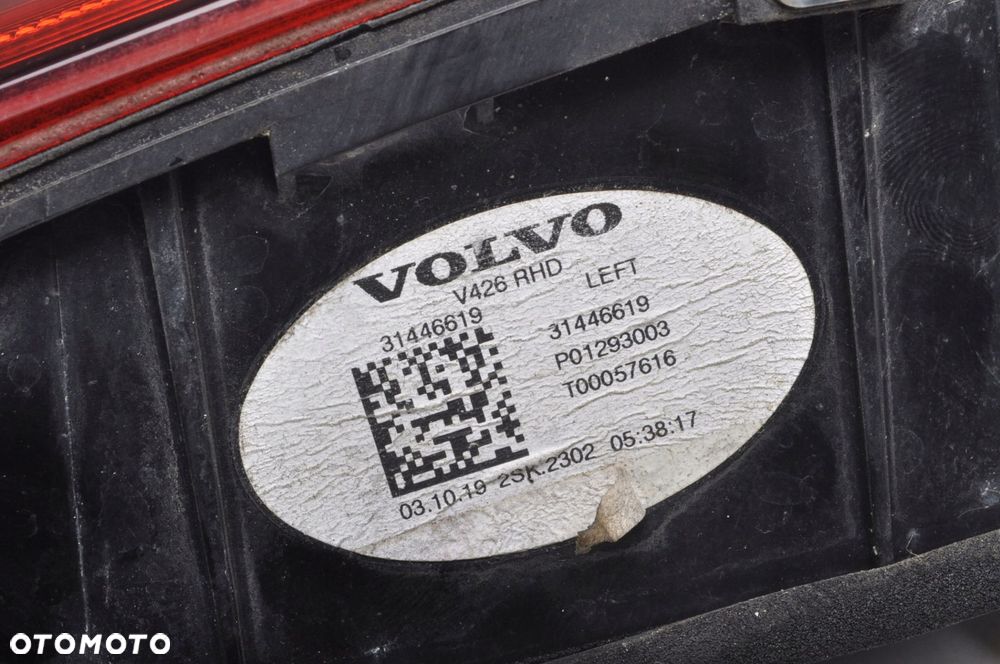 VOLVO
V426 RHD LEFT
31446619 31446619
P01293003
T00057616
03.10.19 2SK.2302 05:38:17
OTOMOTO